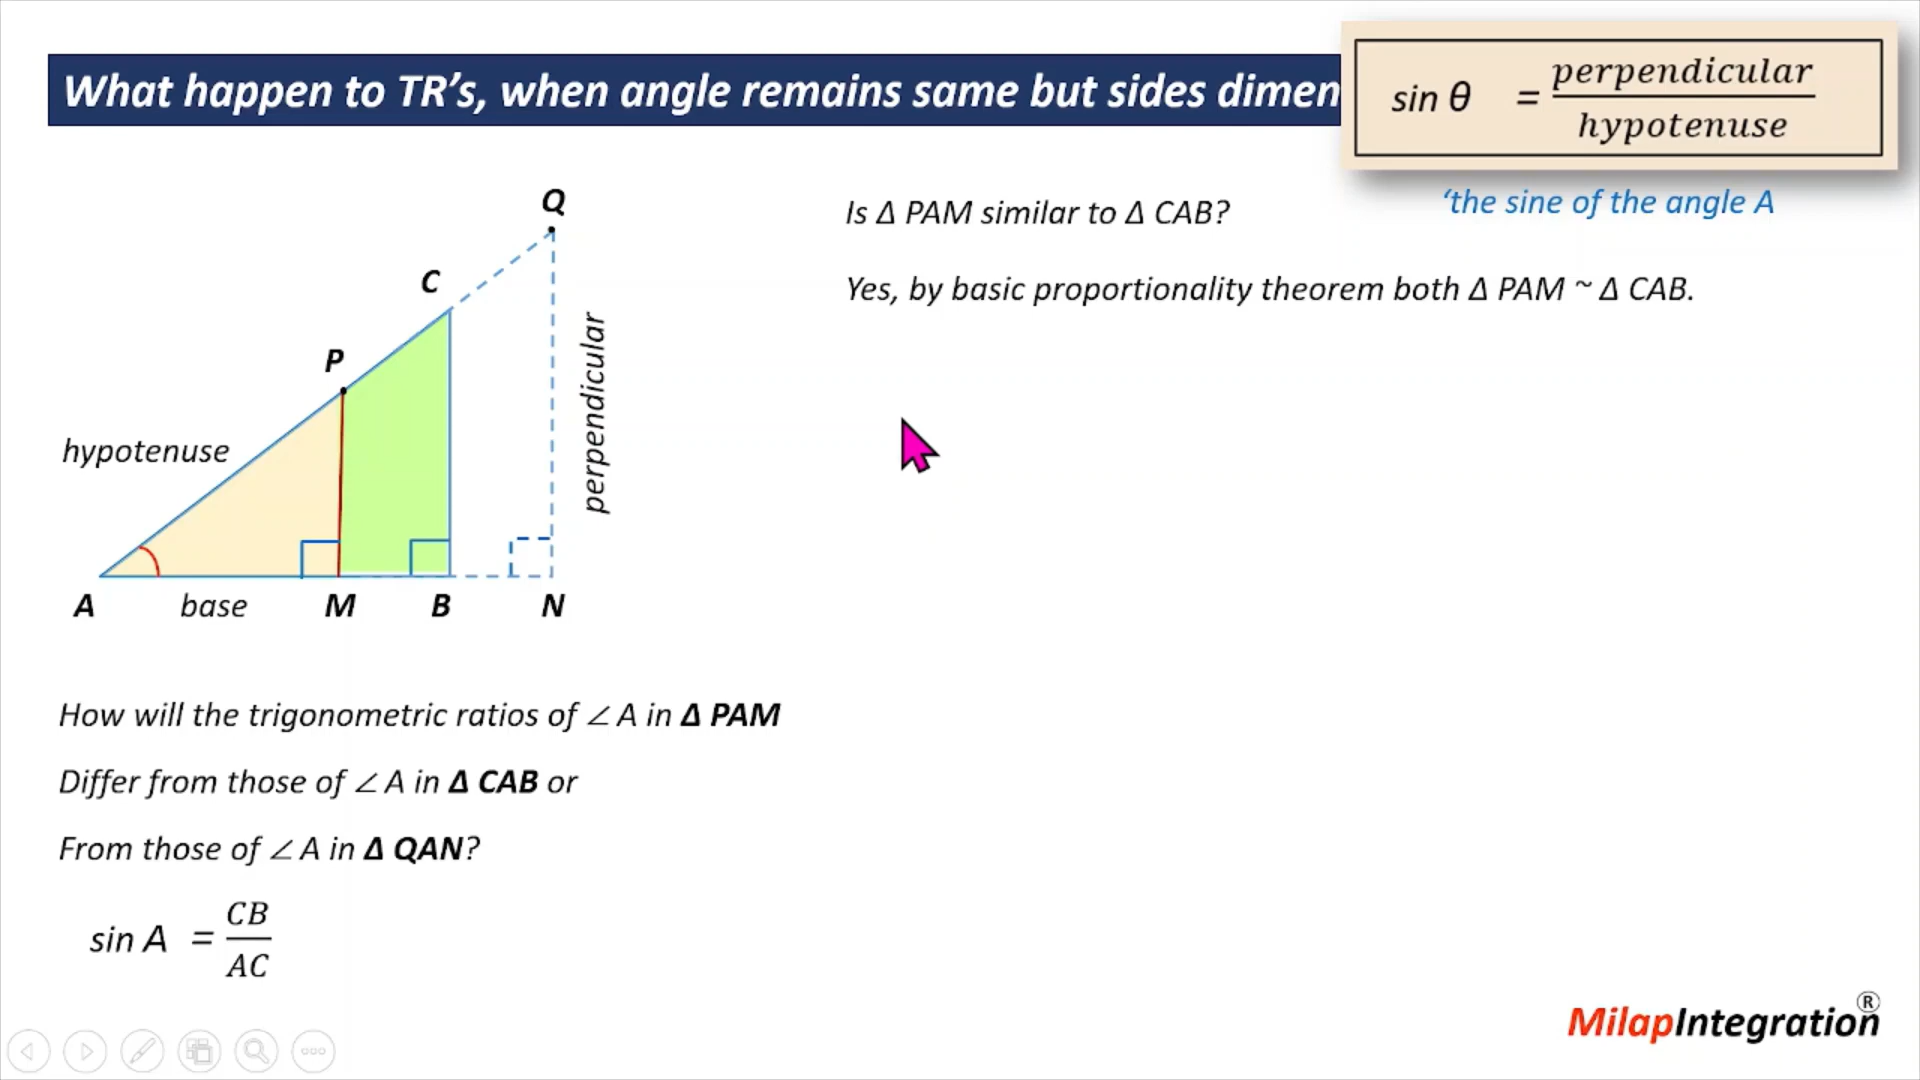 What happen to TR’s, when angle remains same but sides dimen
sin θ = perpendicular
hypotenuse
‘the sine of the angle A
Is Δ PAM similar to Δ CAB?
Yes, by basic proportionality theorem both Δ PAM ~ Δ CAB.
Q
C
P
hypotenuse
perpendicular
A base M B N
How will the trigonometric ratios of ∠A in Δ PAM
Differ from those of ∠A in Δ CAB or
From those of ∠A in Δ QAN?
sin A = CB
AC
MilapIntegration®